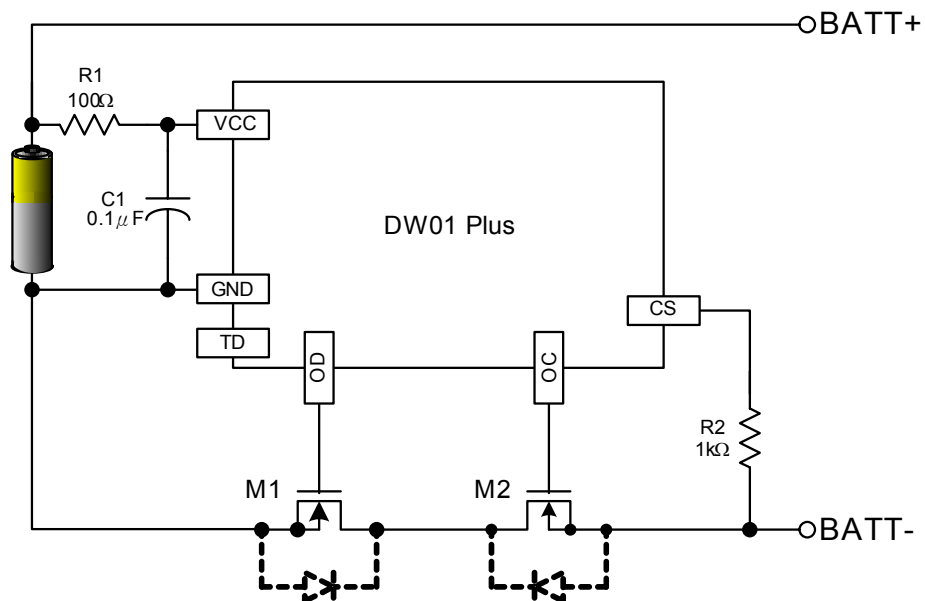 BATT+
R1
100Ω
VCC
C1
0.1μF
DW01 Plus
GND
CS
TD
OD
OC
R2
1kΩ
M1
M2
BATT-